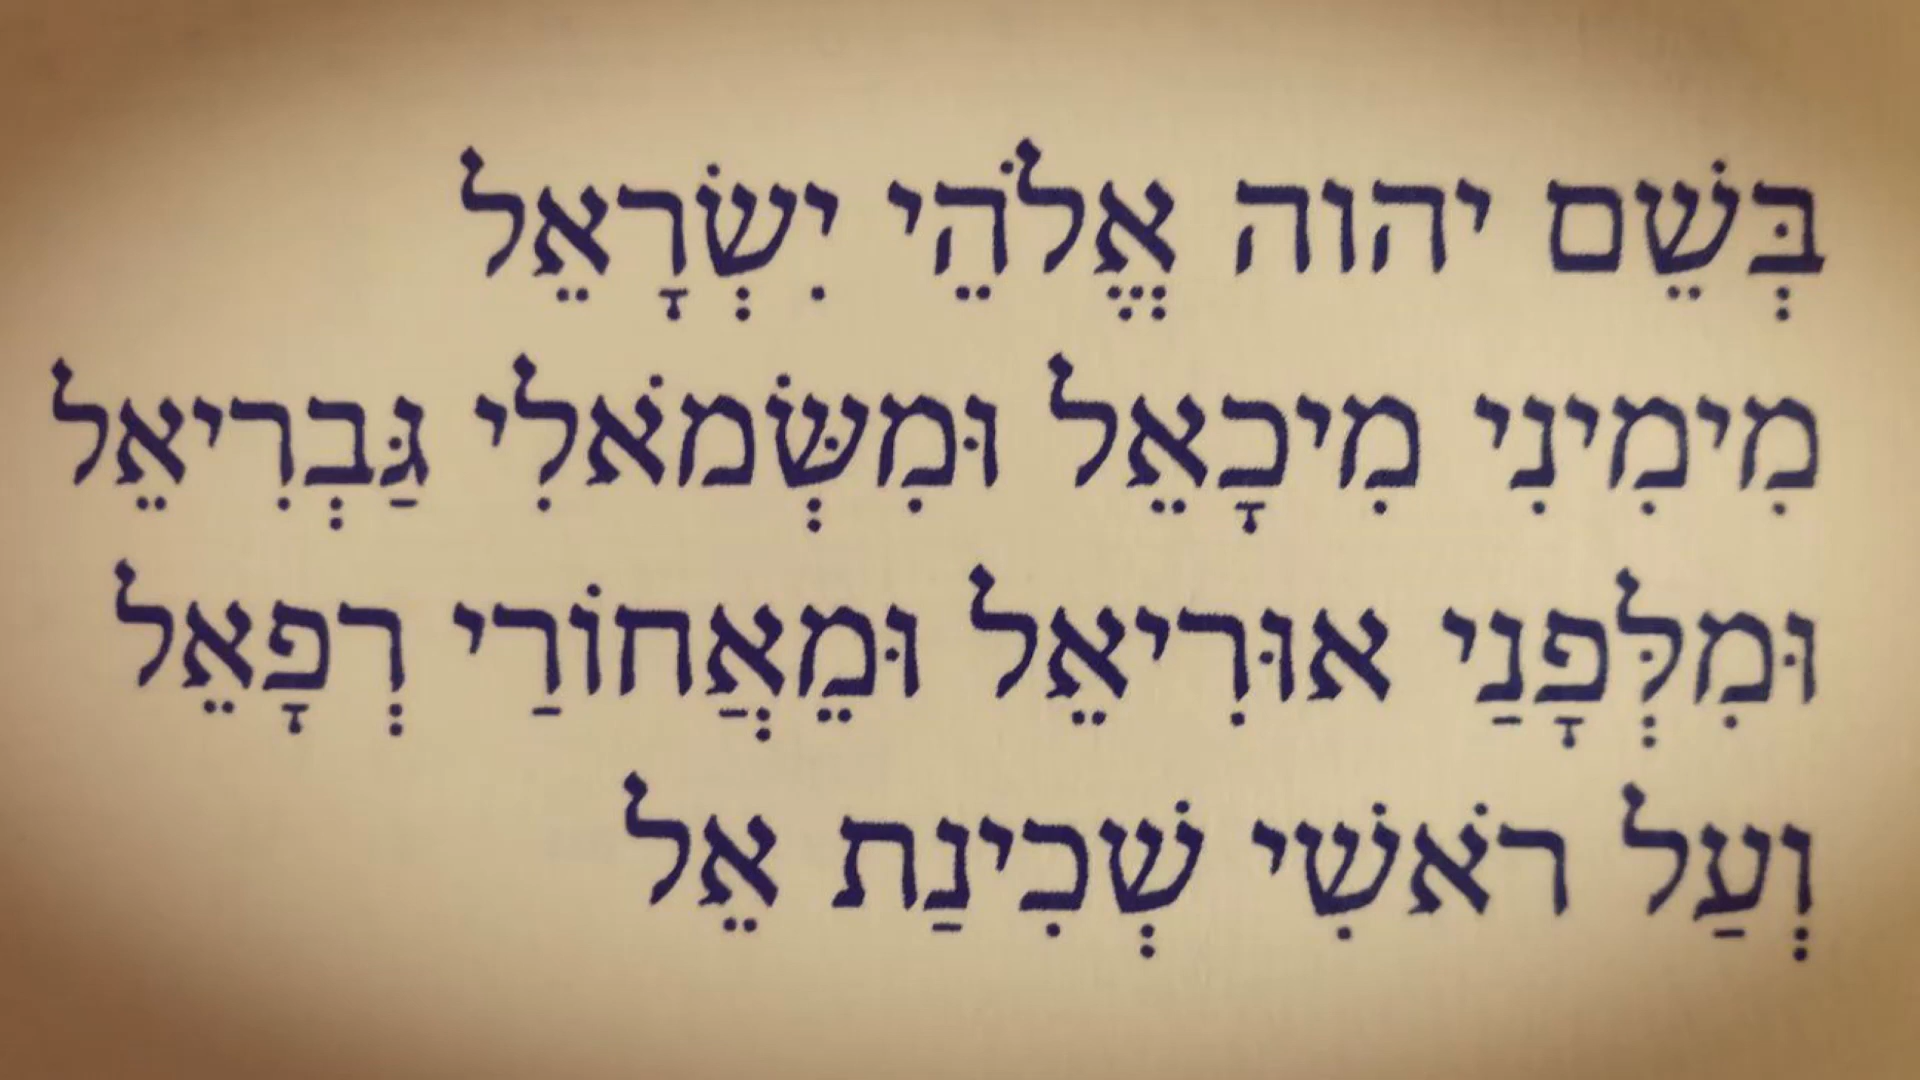 בְּשֵׁם יהוה אֱלֹהֵי יִשְׂרָאֵל
מִימִינִי מִיכָאֵל וּמִשְּׂמֹאלִי גַּבְרִיאֵל
וּמִלְּפָנַי אוּרִיאֵל וּמֵאֲחוֹרַי רְפָאֵל
וְעַל רֹאשִׁי שְׁכִינַת אֵל